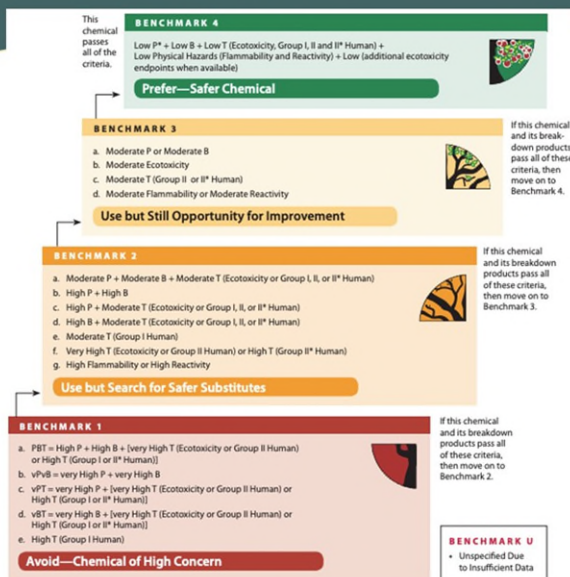 This
chemical
passes
all of the
criteria.
BENCHMARK 4
Low P* + Low B + Low T (Ecotoxicity, Group I, II and II* Human) +
Low Physical Hazards (Flammability and Reactivity) + Low (additional ecotoxicity
endpoints when available)
Prefer—Safer Chemical
BENCHMARK 3
a. Moderate P or Moderate B
b. Moderate Ecotoxicity
c. Moderate T (Group II or II* Human)
d. Moderate Flammability or Moderate Reactivity
Use but Still Opportunity for Improvement
If this chemical
and its break-
down products
pass all of these
criteria, then
move on to
Benchmark 4.
BENCHMARK 2
a. Moderate P + Moderate B + Moderate T (Ecotoxicity or Group I, II, or II* Human)
b. High P + High B
c. High P + Moderate T (Ecotoxicity or Group I, II, or II* Human)
d. High B + Moderate T (Ecotoxicity or Group I, II, or II* Human)
e. Moderate T (Group I Human)
f. Very High T (Ecotoxicity or Group II Human) or High T (Group II* Human)
g. High Flammability or High Reactivity
Use but Search for Safer Substitutes
If this chemical
and its breakdown
products pass all
of these criteria,
then move on to
Benchmark 3.
BENCHMARK 1
a. PBT = High P + High B + [very High T (Ecotoxicity or Group II Human)
or High T (Group I or II* Human)]
b. vPvB = very High P + very High B
c. vPT = very High P + [very High T (Ecotoxicity or Group II Human) or
High T (Group I or II* Human)]
d. vBT = very High B + [very High T (Ecotoxicity or Group II Human) or
High T (Group I or II* Human)]
e. High T (Group I Human)
Avoid—Chemical of High Concern
If this chemical
and its breakdown
products pass all
of these criteria,
then move on to
Benchmark 2.
BENCHMARK U
• Unspecified Due
to Insufficient Data